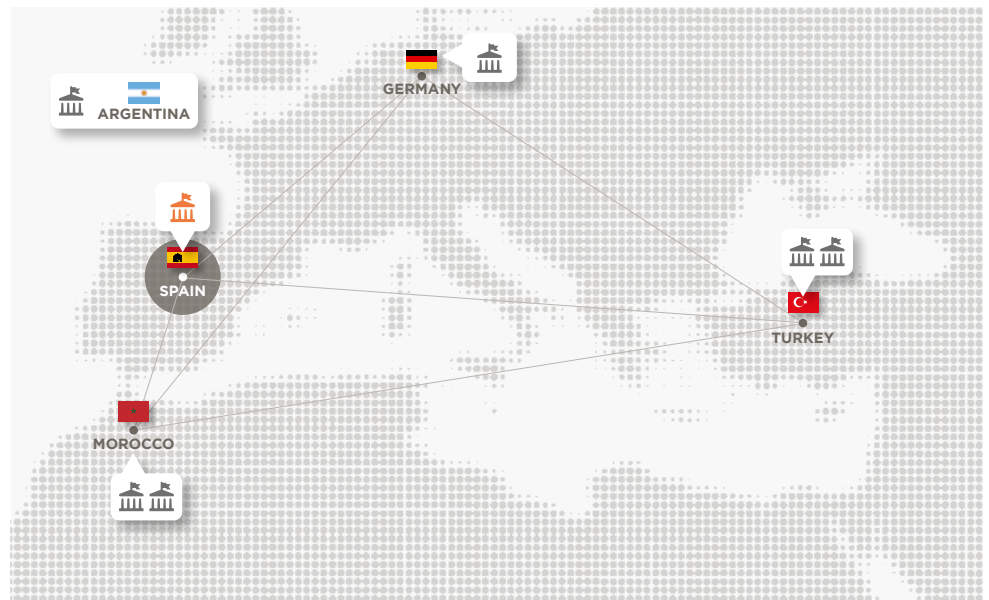 GERMANY
ARGENTINA
SPAIN
TURKEY
MOROCCO